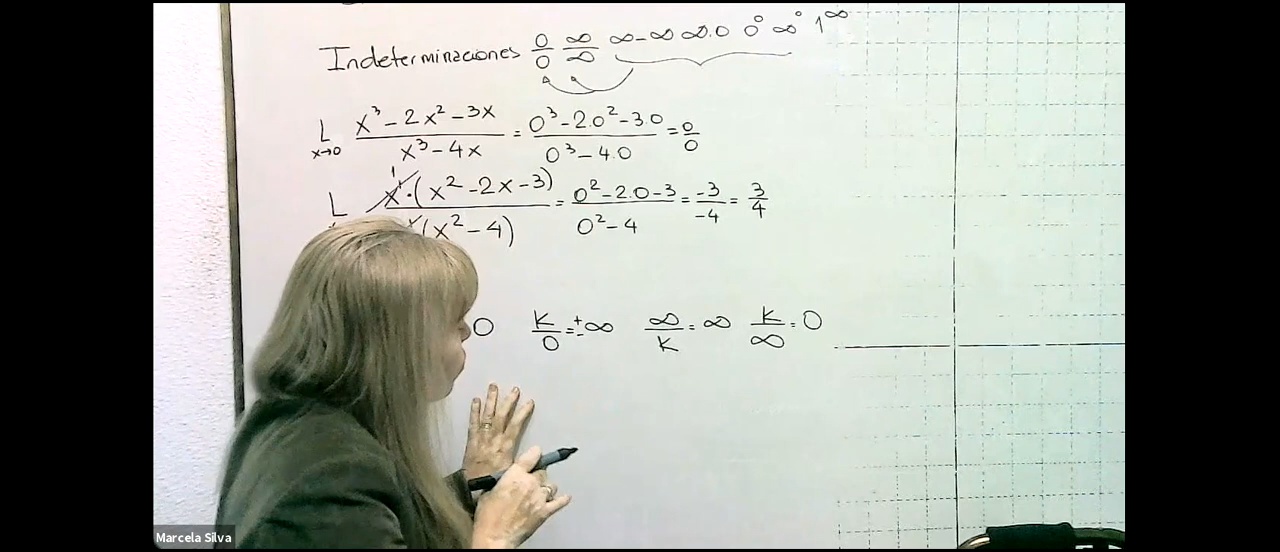 Indeterminaciones 0/0 ∞/∞ ∞-∞ ∞.0 0⁰ ∞⁰ 1^∞
L x→0 (x³ - 2x² - 3x)/(x³ - 4x) = (0³ - 2.0² - 3.0)/(0³ - 4.0) = 0/0
L x¹·(x² - 2x - 3)/(x² - 4) = (0² - 2.0 - 3)/(0² - 4) = -3/-4 = 3/4
0 k/0 = ±∞ ∞/k = ∞ k/∞ = 0
Marcela Silva